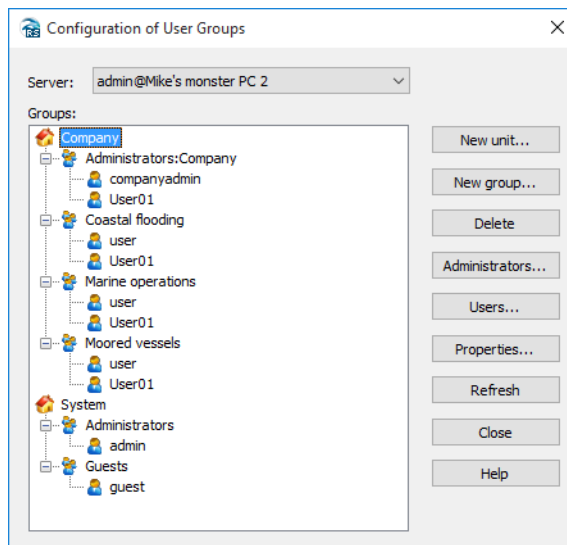 Configuration of User Groups
Server: admin@Mike's monster PC 2
Groups:
Company
Administrators:Company
companyadmin
User01
Coastal flooding
user
User01
Marine operations
user
User01
Moored vessels
user
User01
System
Administrators
admin
Guests
guest
New unit...
New group...
Delete
Administrators...
Users...
Properties...
Refresh
Close
Help